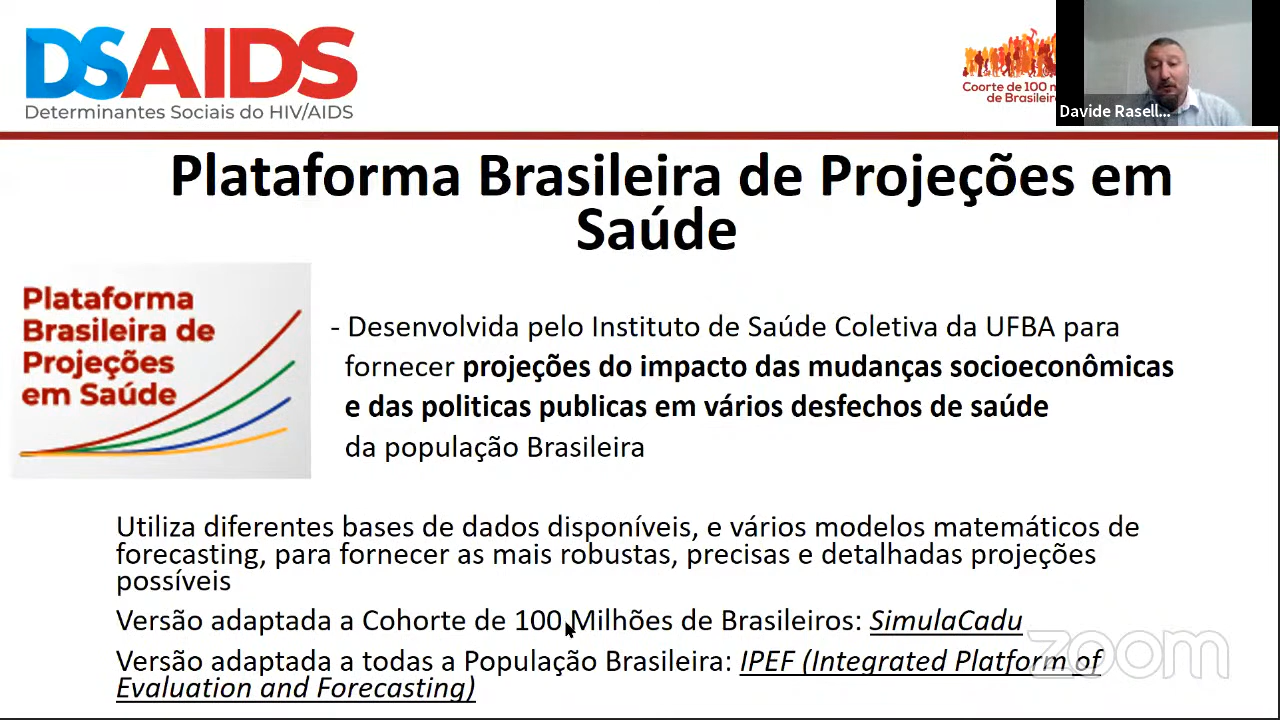 DSAIDS
Determinantes Sociais do HIV/AIDS
Coorte de 100 m
de Brasileir
Davide Rasell...
Plataforma Brasileira de Projeções em
Saúde
Plataforma
Brasileira de
Projeções
em Saúde
- Desenvolvida pelo Instituto de Saúde Coletiva da UFBA para
fornecer projeções do impacto das mudanças socioeconômicas
e das politicas publicas em vários desfechos de saúde
da população Brasileira
Utiliza diferentes bases de dados disponíveis, e vários modelos matemáticos de
forecasting, para fornecer as mais robustas, precisas e detalhadas projeções
possíveis
Versão adaptada a Cohorte de 100 Milhões de Brasileiros: SimulaCadu
Versão adaptada a todas a População Brasileira: IPEF (Integrated Platform of
Evaluation and Forecasting)
zoom